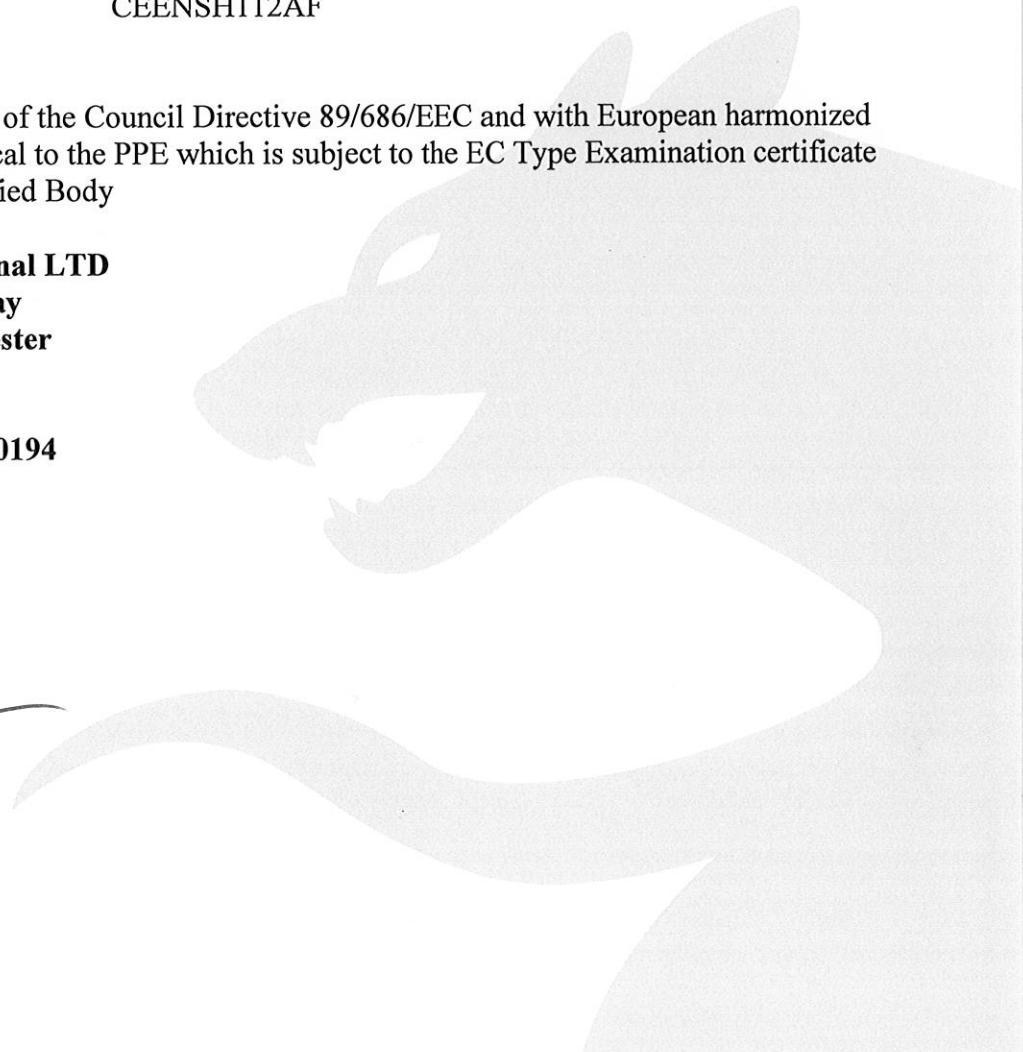 CEENSH112AF
of the Council Directive 89/686/EEC and with European harmonized
cal to the PPE which is subject to the EC Type Examination certificate
ied Body
nal LTD
ay
ster
0194